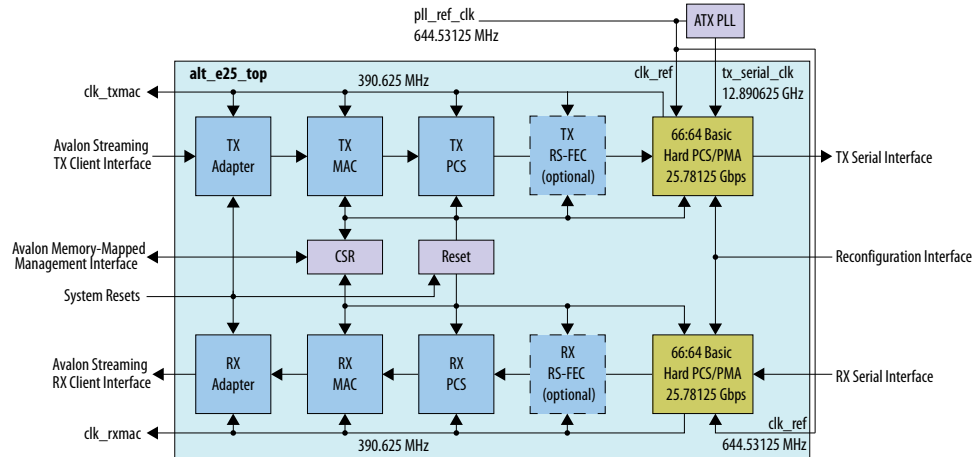 pll_ref_clk
644.53125 MHz
ATX PLL
alt_e25_top
390.625 MHz
clk_ref
tx_serial_clk
12.890625 GHz
clk_txmac
Avalon Streaming
TX Client Interface
TX
Adapter
TX
MAC
TX
PCS
TX
RS-FEC
(optional)
66:64 Basic
Hard PCS/PMA
25.78125 Gbps
TX Serial Interface
Avalon Memory-Mapped
Management Interface
CSR
Reset
Reconfiguration Interface
System Resets
Avalon Streaming
RX Client Interface
RX
Adapter
RX
MAC
RX
PCS
RX
RS-FEC
(optional)
66:64 Basic
Hard PCS/PMA
25.78125 Gbps
RX Serial Interface
clk_rxmac
390.625 MHz
clk_ref
644.53125 MHz